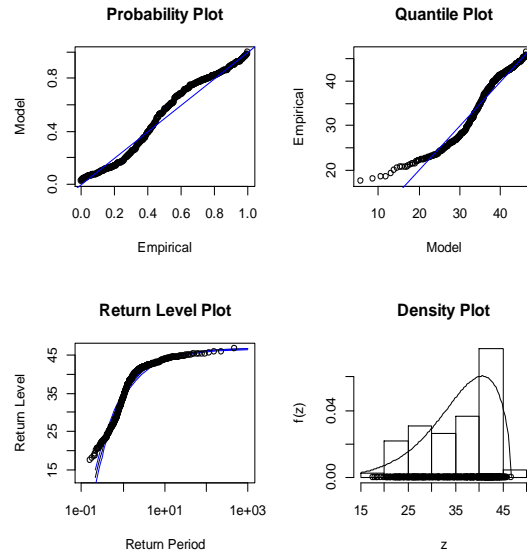 Probability Plot
Model
0.0 0.4 0.8
0.0 0.2 0.4 0.6 0.8 1.0
Empirical
Quantile Plot
Empirical
20 30 40
10 20 30 40
Model
Return Level Plot
Return Level
15 25 35 45
1e-01 1e+01 1e+03
Return Period
Density Plot
f(z)
0.00 0.04
15 25 35 45
z